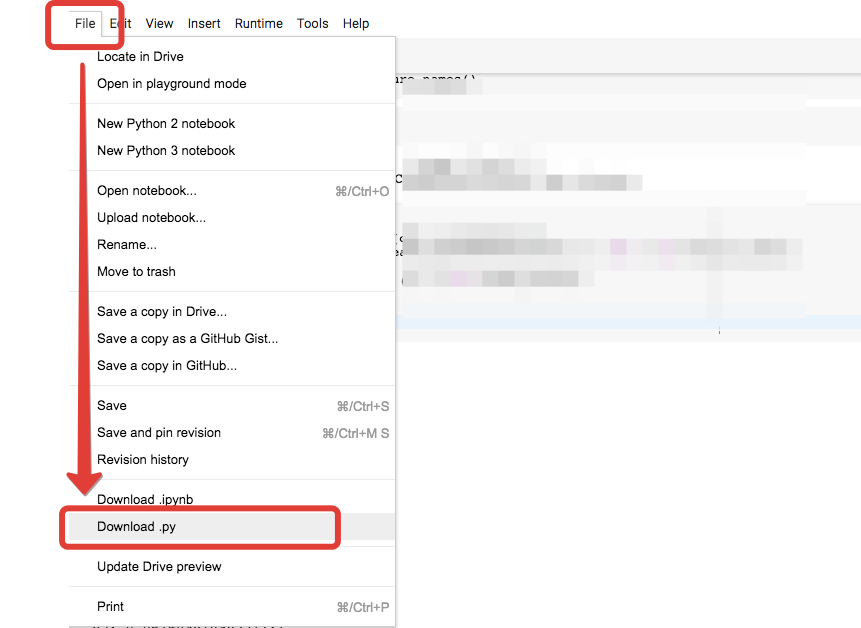 File Edit View Insert Runtime Tools Help
Locate in Drive
Open in playground mode
New Python 2 notebook
New Python 3 notebook
Open notebook... ⌘/Ctrl+O
Upload notebook...
Rename...
Move to trash
Save a copy in Drive...
Save a copy as a GitHub Gist...
Save a copy in GitHub...
Save ⌘/Ctrl+S
Save and pin revision ⌘/Ctrl+M S
Revision history
Download .ipynb
Download .py
Update Drive preview
Print ⌘/Ctrl+P